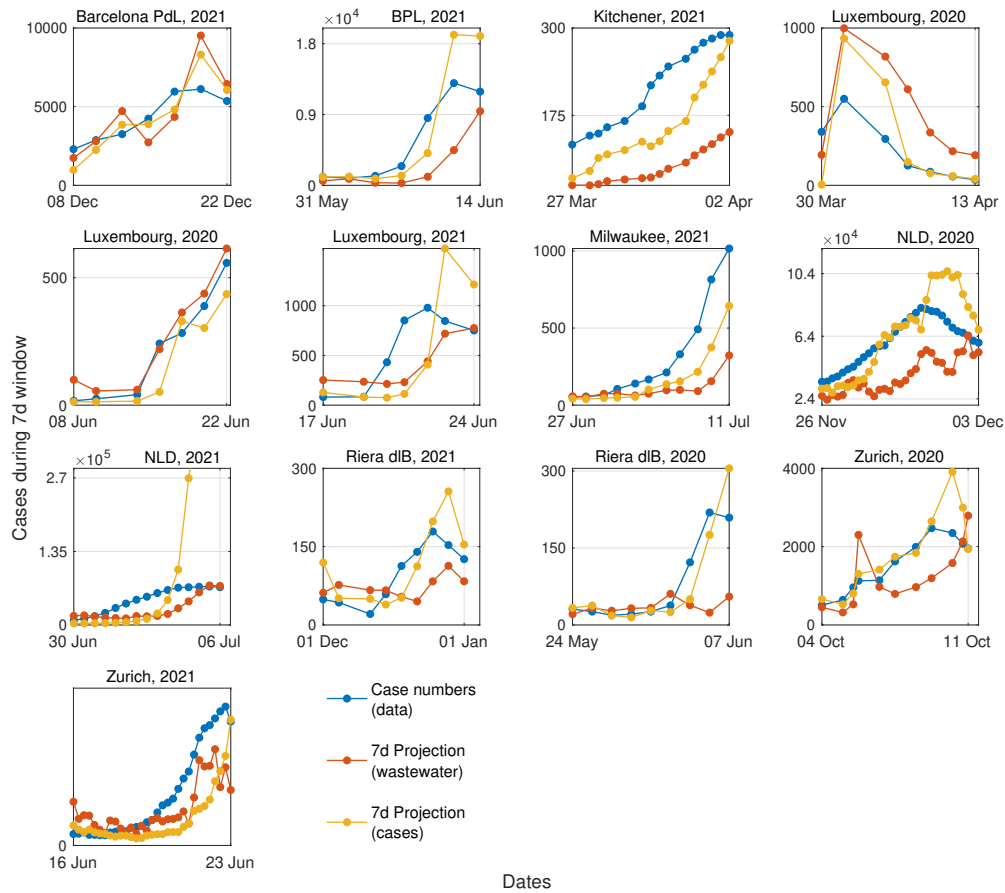 Barcelona PdL, 2021
10000
5000
0
08 Dec
22 Dec
BPL, 2021
× 10^4
1.8
0.9
0
31 May
14 Jun
Kitchener, 2021
300
175
27 Mar
02 Apr
Luxembourg, 2020
1000
500
0
30 Mar
13 Apr
Luxembourg, 2020
500
0
08 Jun
22 Jun
Luxembourg, 2021
1000
500
0
17 Jun
24 Jun
Milwaukee, 2021
1000
500
0
27 Jun
11 Jul
NLD, 2020
× 10^4
10.4
6.4
2.4
26 Nov
03 Dec
NLD, 2021
× 10^5
2.7
1.35
0
30 Jun
06 Jul
Riera dlB, 2021
300
150
0
01 Dec
01 Jan
Riera dlB, 2020
300
150
0
24 May
07 Jun
Zurich, 2020
4000
2000
0
04 Oct
11 Oct
Zurich, 2021
0
16 Jun
23 Jun
Case numbers
(data)
7d Projection
(wastewater)
7d Projection
(cases)
Cases during 7d window
Dates